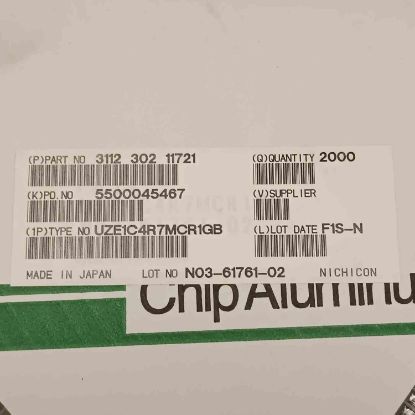 (P)PART NO 3112 302 11721
(Q)QUANTITY 2000
(K)PO.NO 5500045467
(V)SUPPLIER
(1P)TYPE NO UZE1C4R7MCR1GB
(L)LOT DATE F1S-N
MADE IN JAPAN LOT NO NO3-61761-02 NICHICON
Chip Aluminu